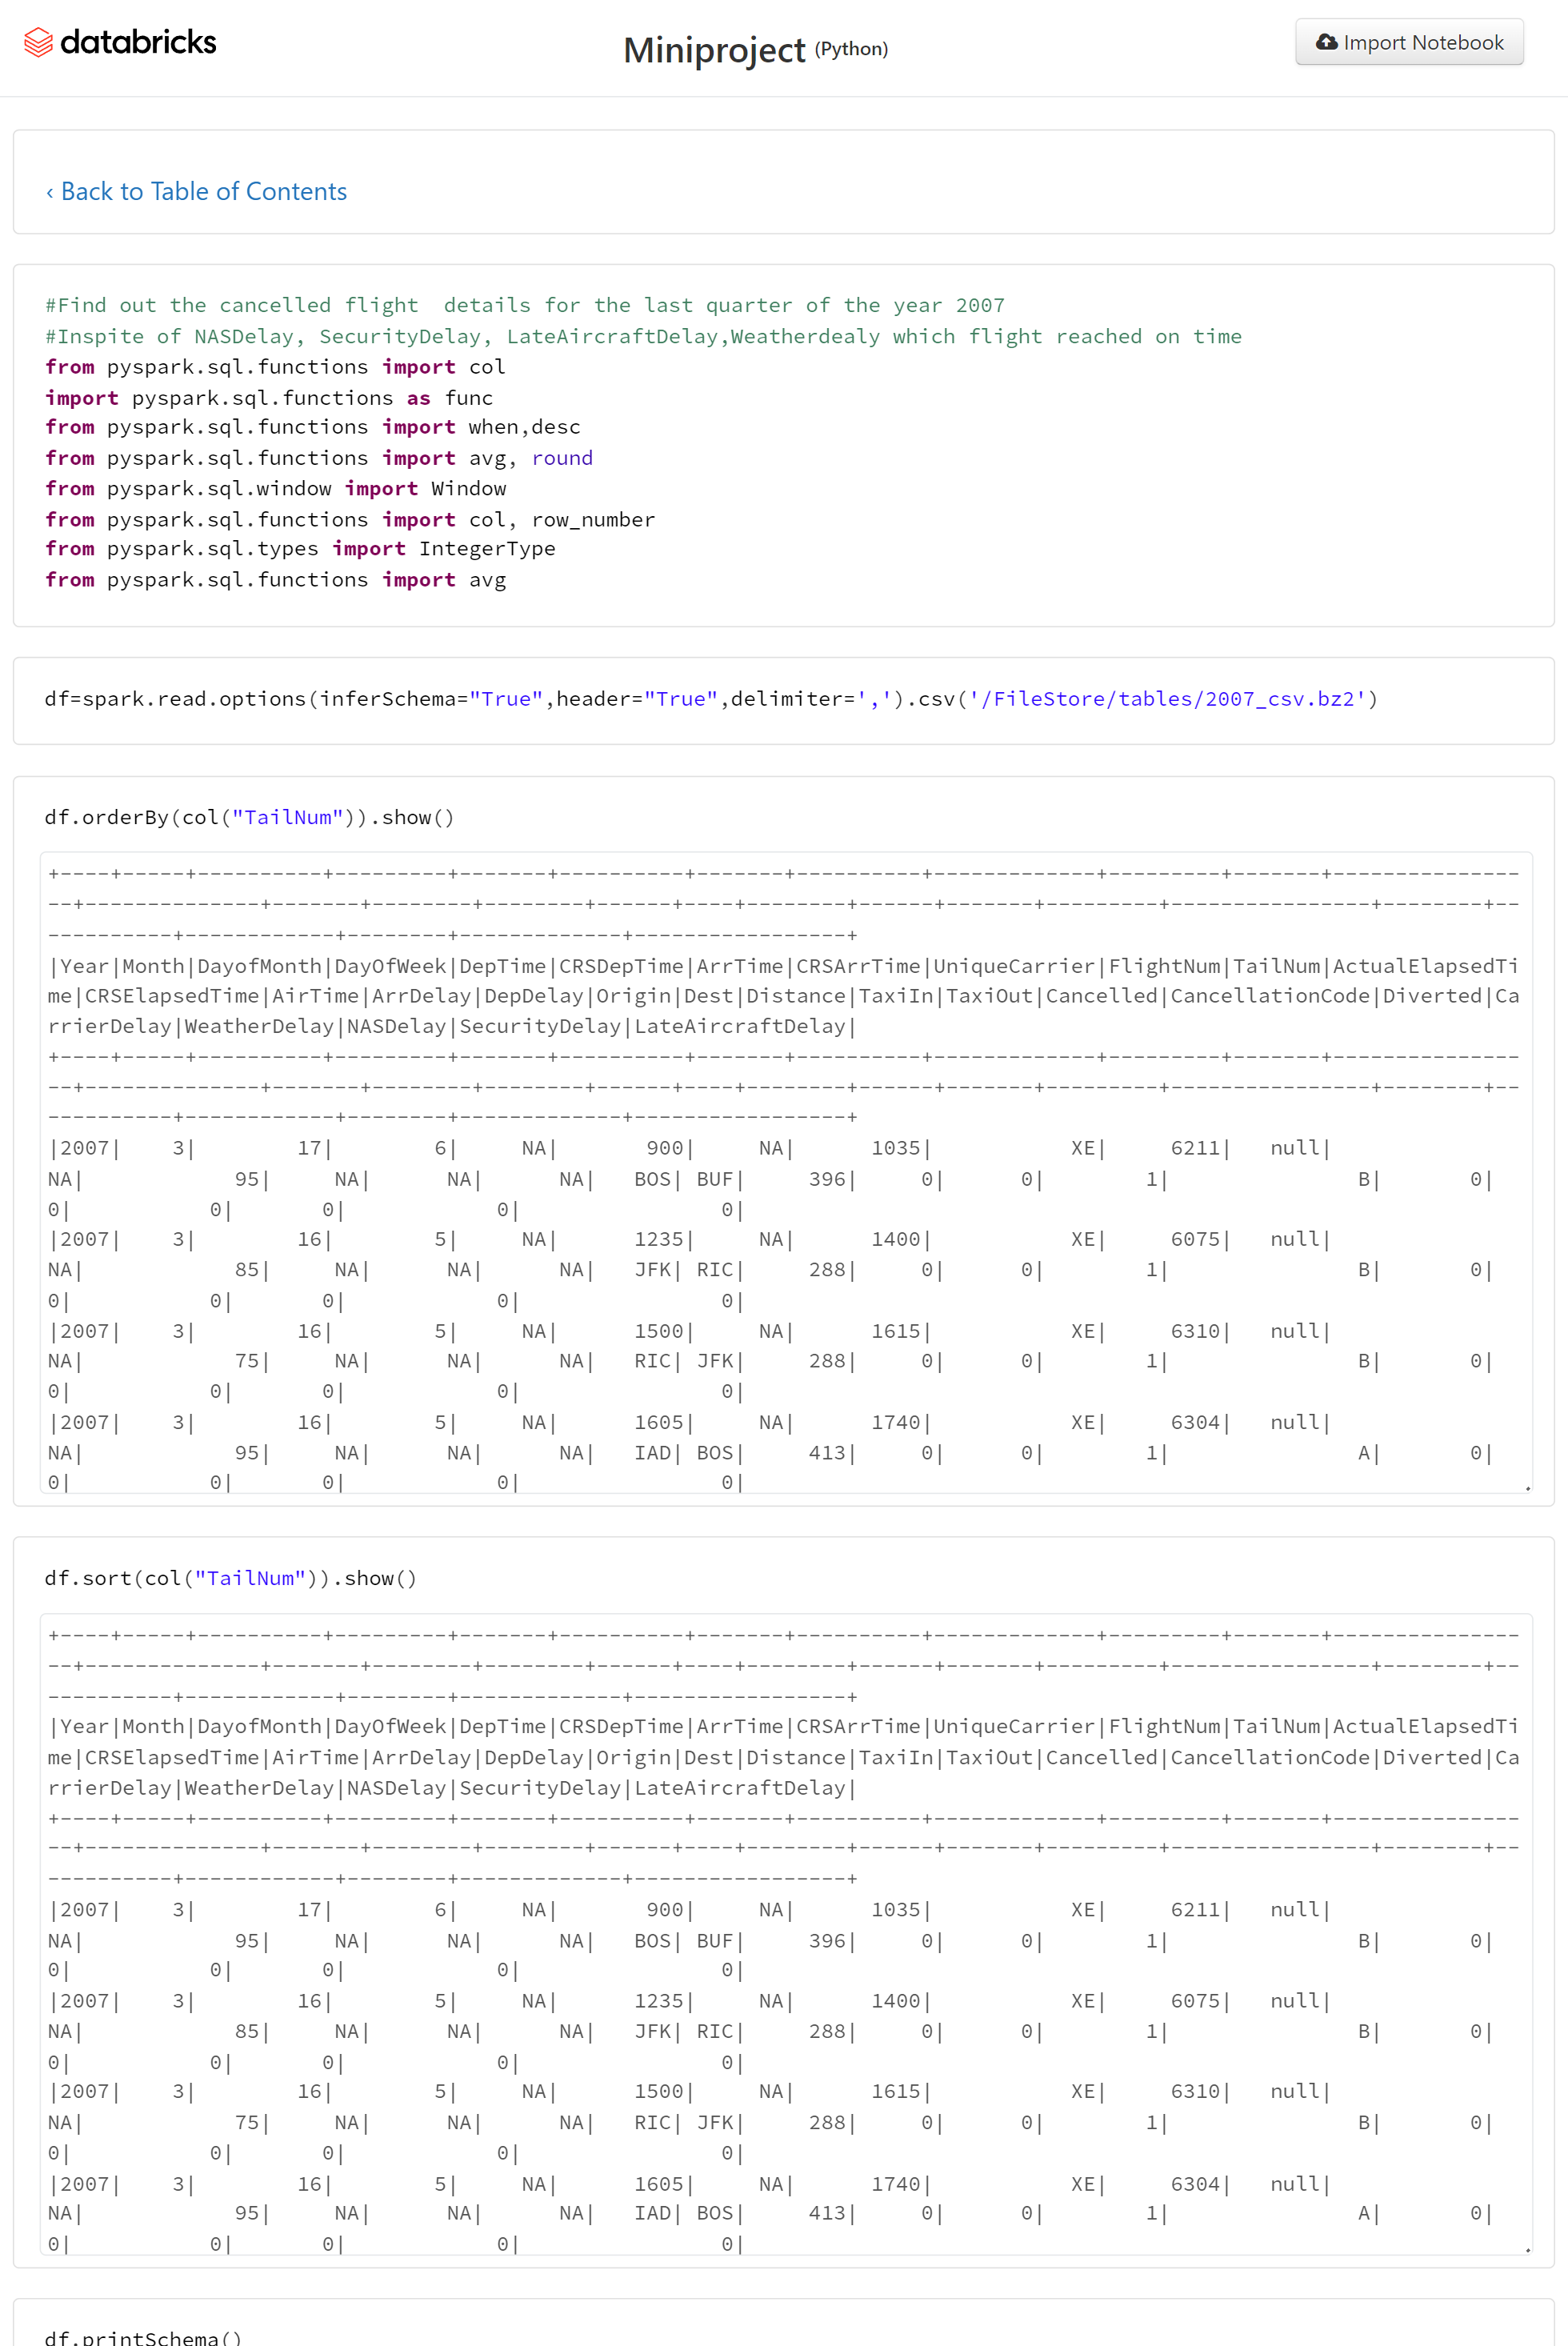 databricks
Miniproject (Python)
Import Notebook
‹ Back to Table of Contents
#Find out the cancelled flight  details for the last quarter of the year 2007
#Inspite of NASDelay, SecurityDelay, LateAircraftDelay,Weatherdealy which flight reached on time
from pyspark.sql.functions import col
import pyspark.sql.functions as func
from pyspark.sql.functions import when,desc
from pyspark.sql.functions import avg, round
from pyspark.sql.window import Window
from pyspark.sql.functions import col, row_number
from pyspark.sql.types import IntegerType
from pyspark.sql.functions import avg
df=spark.read.options(inferSchema="True",header="True",delimiter=',').csv('/FileStore/tables/2007_csv.bz2')
df.orderBy(col("TailNum")).show()
+----+-----+----------+---------+-------+----------+-------+----------+-------------+---------+-------+---------------
--+--------------+-------+--------+--------+------+----+--------+------+-------+---------+----------------+--------+--
----------+------------+--------+-------------+-----------------+
|Year|Month|DayofMonth|DayOfWeek|DepTime|CRSDepTime|ArrTime|CRSArrTime|UniqueCarrier|FlightNum|TailNum|ActualElapsedTi
me|CRSElapsedTime|AirTime|ArrDelay|DepDelay|Origin|Dest|Distance|TaxiIn|TaxiOut|Cancelled|CancellationCode|Diverted|Ca
rrierDelay|WeatherDelay|NASDelay|SecurityDelay|LateAircraftDelay|
+----+-----+----------+---------+-------+----------+-------+----------+-------------+---------+-------+---------------
--+--------------+-------+--------+--------+------+----+--------+------+-------+---------+----------------+--------+--
----------+------------+--------+-------------+-----------------+
|2007|    3|        17|        6|     NA|       900|     NA|      1035|           XE|     6211|   null|
NA|            95|     NA|      NA|      NA|   BOS| BUF|     396|     0|      0|        1|               B|       0|
0|           0|       0|            0|                0|
|2007|    3|        16|        5|     NA|      1235|     NA|      1400|           XE|     6075|   null|
NA|            85|     NA|      NA|      NA|   JFK| RIC|     288|     0|      0|        1|               B|       0|
0|           0|       0|            0|                0|
|2007|    3|        16|        5|     NA|      1500|     NA|      1615|           XE|     6310|   null|
NA|            75|     NA|      NA|      NA|   RIC| JFK|     288|     0|      0|        1|               B|       0|
0|           0|       0|            0|                0|
|2007|    3|        16|        5|     NA|      1605|     NA|      1740|           XE|     6304|   null|
NA|            95|     NA|      NA|      NA|   IAD| BOS|     413|     0|      0|        1|               A|       0|
0|           0|       0|            0|                0|
df.sort(col("TailNum")).show()
+----+-----+----------+---------+-------+----------+-------+----------+-------------+---------+-------+---------------
--+--------------+-------+--------+--------+------+----+--------+------+-------+---------+----------------+--------+--
----------+------------+--------+-------------+-----------------+
|Year|Month|DayofMonth|DayOfWeek|DepTime|CRSDepTime|ArrTime|CRSArrTime|UniqueCarrier|FlightNum|TailNum|ActualElapsedTi
me|CRSElapsedTime|AirTime|ArrDelay|DepDelay|Origin|Dest|Distance|TaxiIn|TaxiOut|Cancelled|CancellationCode|Diverted|Ca
rrierDelay|WeatherDelay|NASDelay|SecurityDelay|LateAircraftDelay|
+----+-----+----------+---------+-------+----------+-------+----------+-------------+---------+-------+---------------
--+--------------+-------+--------+--------+------+----+--------+------+-------+---------+----------------+--------+--
----------+------------+--------+-------------+-----------------+
|2007|    3|        17|        6|     NA|       900|     NA|      1035|           XE|     6211|   null|
NA|            95|     NA|      NA|      NA|   BOS| BUF|     396|     0|      0|        1|               B|       0|
0|           0|       0|            0|                0|
|2007|    3|        16|        5|     NA|      1235|     NA|      1400|           XE|     6075|   null|
NA|            85|     NA|      NA|      NA|   JFK| RIC|     288|     0|      0|        1|               B|       0|
0|           0|       0|            0|                0|
|2007|    3|        16|        5|     NA|      1500|     NA|      1615|           XE|     6310|   null|
NA|            75|     NA|      NA|      NA|   RIC| JFK|     288|     0|      0|        1|               B|       0|
0|           0|       0|            0|                0|
|2007|    3|        16|        5|     NA|      1605|     NA|      1740|           XE|     6304|   null|
NA|            95|     NA|      NA|      NA|   IAD| BOS|     413|     0|      0|        1|               A|       0|
0|           0|       0|            0|                0|
df.printSchema()